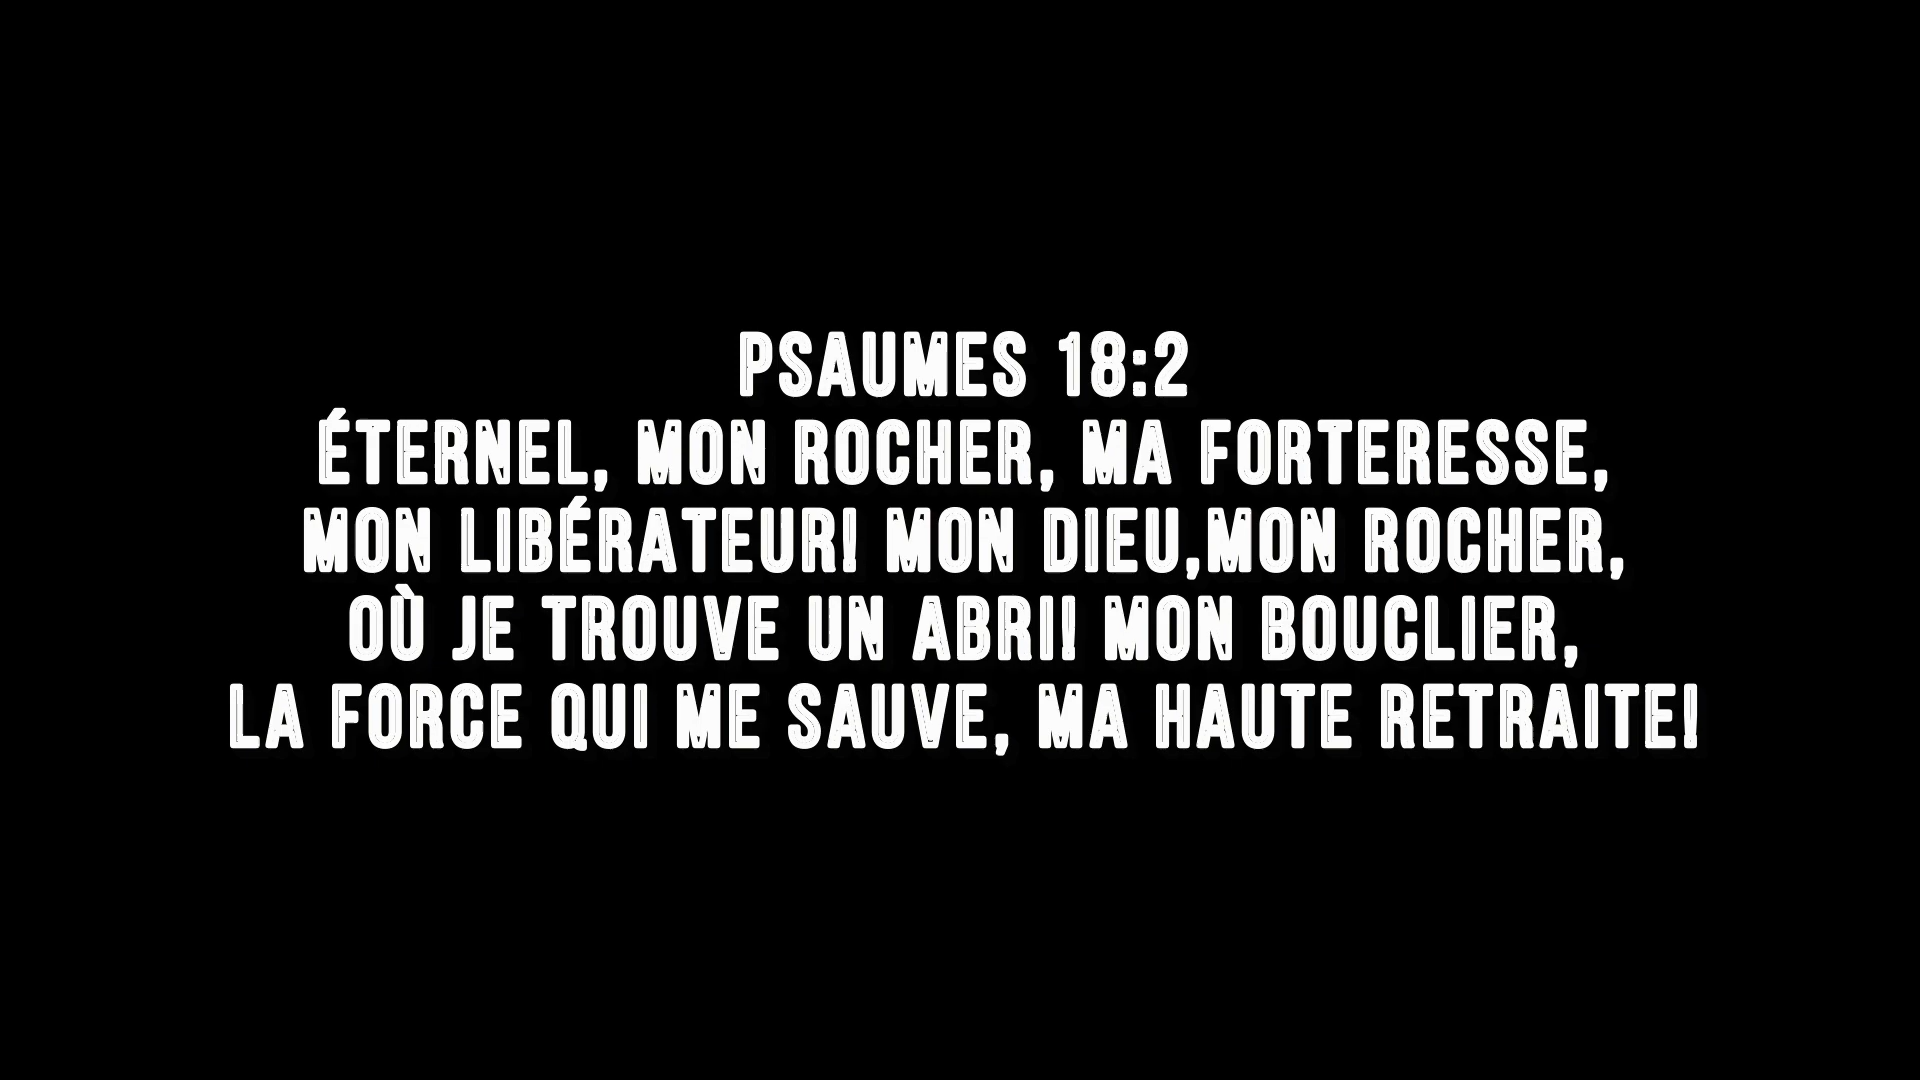 PSAUMES 18:2
ÉTERNEL, MON ROCHER, MA FORTERESSE,
MON LIBÉRATEUR! MON DIEU,MON ROCHER,
OÙ JE TROUVE UN ABRI! MON BOUCLIER,
LA FORCE QUI ME SAUVE, MA HAUTE RETRAITE!